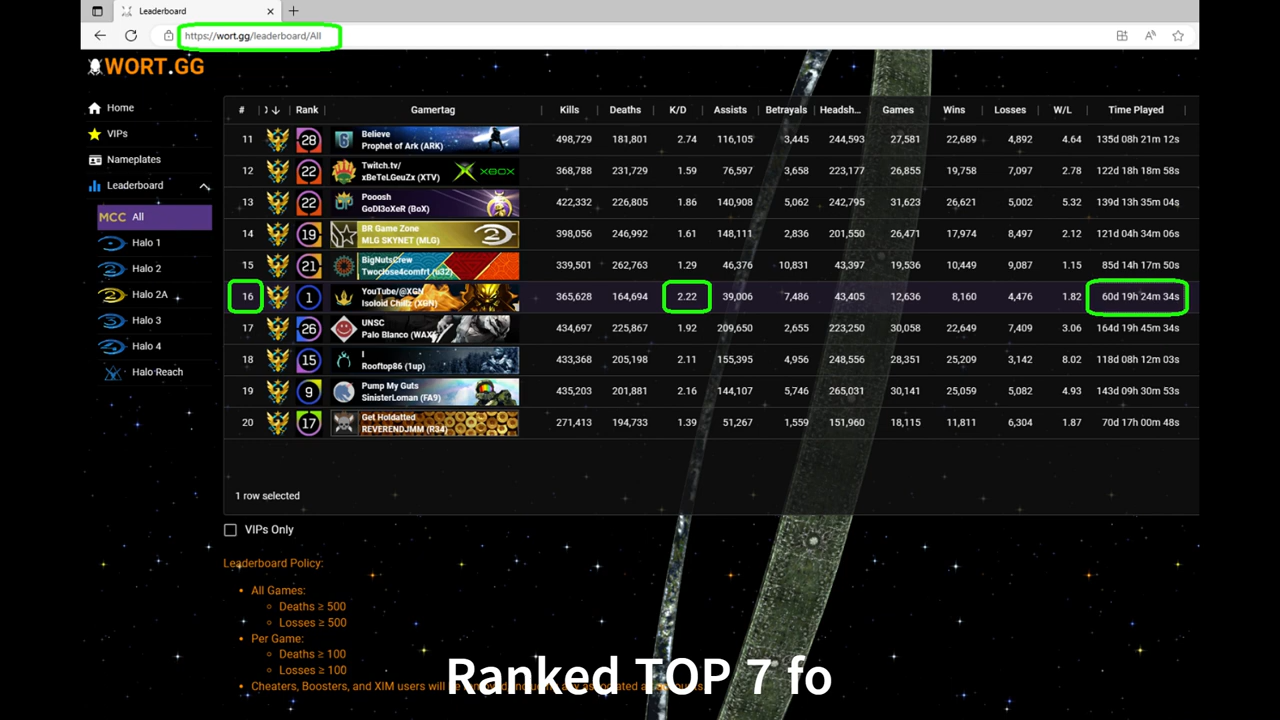 Leaderboard
https://wort.gg/leaderboard/All
WORT.GG
Home
VIPs
Nameplates
Leaderboard
MCC All
Halo 1
Halo 2
Halo 2A
Halo 3
Halo 4
Halo Reach
# Rank Gamertag Kills Deaths K/D Assists Betrayals Headsh... Games Wins Losses W/L Time Played
11 28 Believe Prophet of Ark (ARK) 498,729 181,801 2.74 116,105 3,445 244,593 27,581 22,689 4,892 4.64 135d 08h 21m 12s
12 22 Twitch.tv/ xBeTeLGeuZx (XTV) XBOX 368,788 231,729 1.59 76,597 3,658 223,177 26,855 19,758 7,097 2.78 122d 18h 18m 58s
13 22 Pooosh GoDI3oXeR (BoX) 422,332 226,805 1.86 140,908 5,062 242,795 31,623 26,621 5,002 5.32 139d 13h 35m 04s
14 19 BR Game Zone MLG SKYNET (MLG) 398,056 246,992 1.61 148,111 2,836 201,550 26,471 17,974 8,497 2.12 121d 04h 34m 06s
15 21 BigNutsCrew Twoclose4comfrt (u32) 339,501 262,763 1.29 46,376 10,831 43,397 19,536 10,449 9,087 1.15 85d 14h 17m 50s
16 1 YouTube/@XGN Isoloid Chillz (XGN) 365,628 164,694 2.22 39,006 7,486 43,405 12,636 8,160 4,476 1.82 60d 19h 24m 34s
17 26 UNSC Palo Blanco (WAX) 434,697 225,867 1.92 209,650 2,655 223,250 30,058 22,649 7,409 3.06 164d 19h 45m 34s
18 15 I Rooftop86 (1up) 433,368 205,198 2.11 155,395 4,956 248,556 28,351 25,209 3,142 8.02 118d 08h 12m 03s
19 9 Pump My Guts SinisterLoman (FA9) 435,203 201,881 2.16 144,107 5,746 265,031 30,141 25,059 5,082 4.93 143d 09h 30m 53s
20 17 Get Holdatted REVERENDJMM (R34) 271,413 194,733 1.39 51,267 1,559 151,960 18,115 11,811 6,304 1.87 70d 17h 00m 48s
1 row selected
VIPs Only
Leaderboard Policy:
All Games:
Deaths ≥ 500
Losses ≥ 500
Per Game:
Deaths ≥ 100
Losses ≥ 100
Cheaters, Boosters, and XIM users will be
Ranked TOP 7 fo